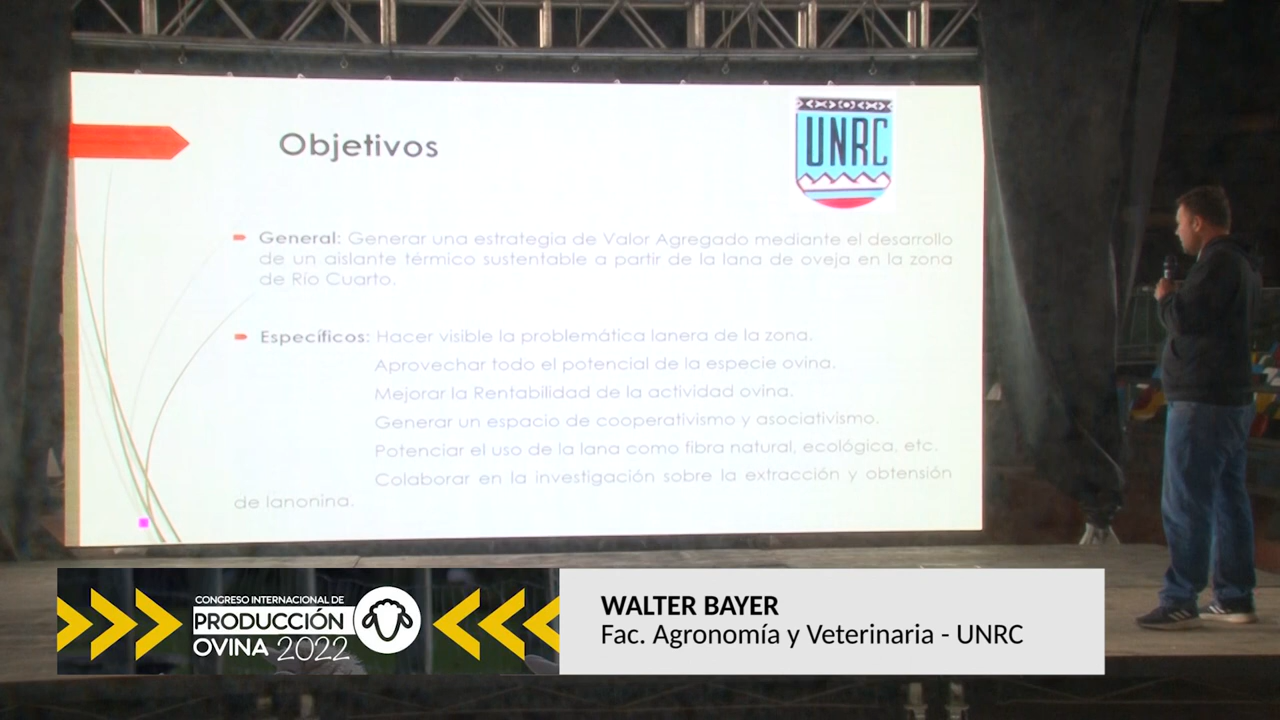 Objetivos
UNRC
General: Generar una estrategia de Valor Agregado mediante el desarrollo
de un aislante térmico sustentable a partir de la lana de oveja en la zona
de Río Cuarto.
Específicos: Hacer visible la problemática lanera de la zona.
Aprovechar todo el potencial de la especie ovina.
Mejorar la Rentabilidad de la actividad ovina.
Generar un espacio de cooperativismo y asociativismo.
Potenciar el uso de la lana como fibra natural, ecológica, etc.
Colaborar en la investigación sobre la extracción y obtensión
de lanonina.
CONGRESO INTERNACIONAL DE
PRODUCCIÓN
OVINA 2022
WALTER BAYER
Fac. Agronomía y Veterinaria - UNRC